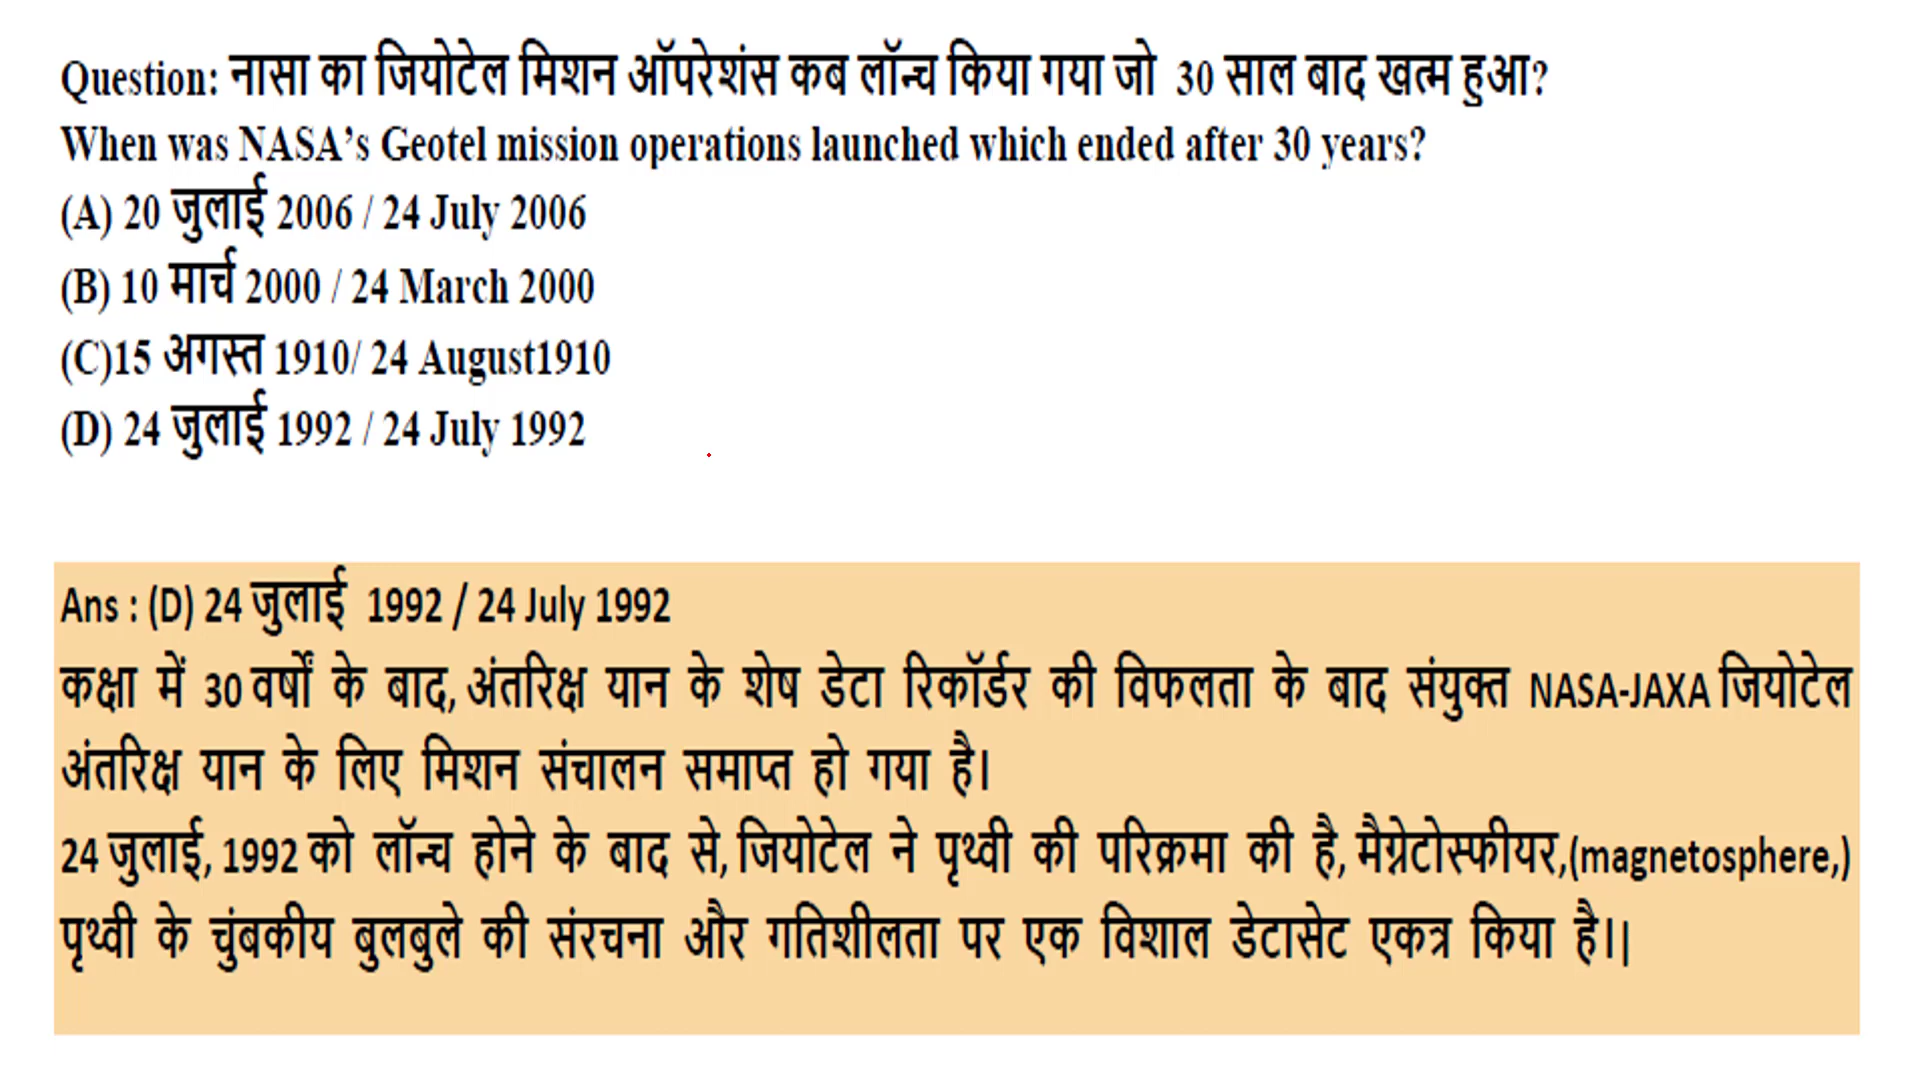 Question: नासा का जियोटेल मिशन ऑपरेशंस कब लॉन्च किया गया जो 30 साल बाद खत्म हुआ?
When was NASA’s Geotel mission operations launched which ended after 30 years?
(A) 20 जुलाई 2006 / 24 July 2006
(B) 10 मार्च 2000 / 24 March 2000
(C)15 अगस्त 1910/ 24 August1910
(D) 24 जुलाई 1992 / 24 July 1992
Ans : (D) 24 जुलाई 1992 / 24 July 1992
कक्षा में 30 वर्षों के बाद, अंतरिक्ष यान के शेष डेटा रिकॉर्डर की विफलता के बाद संयुक्त NASA-JAXA जियोटेल
अंतरिक्ष यान के लिए मिशन संचालन समाप्त हो गया है।
24 जुलाई, 1992 को लॉन्च होने के बाद से, जियोटेल ने पृथ्वी की परिक्रमा की है, मैग्नेटोस्फीयर,(magnetosphere,)
पृथ्वी के चुंबकीय बुलबुले की संरचना और गतिशीलता पर एक विशाल डेटासेट एकत्र किया है।|